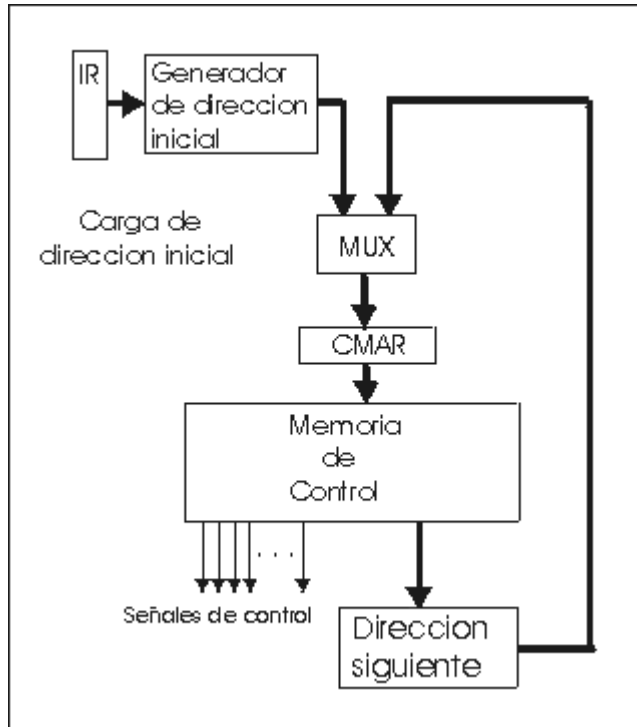 IR
Generador
de direccion
inicial
Carga de
direccion inicial
MUX
CMAR
Memoria
de
Control
. . .
Señales de control
Direccion
siguiente